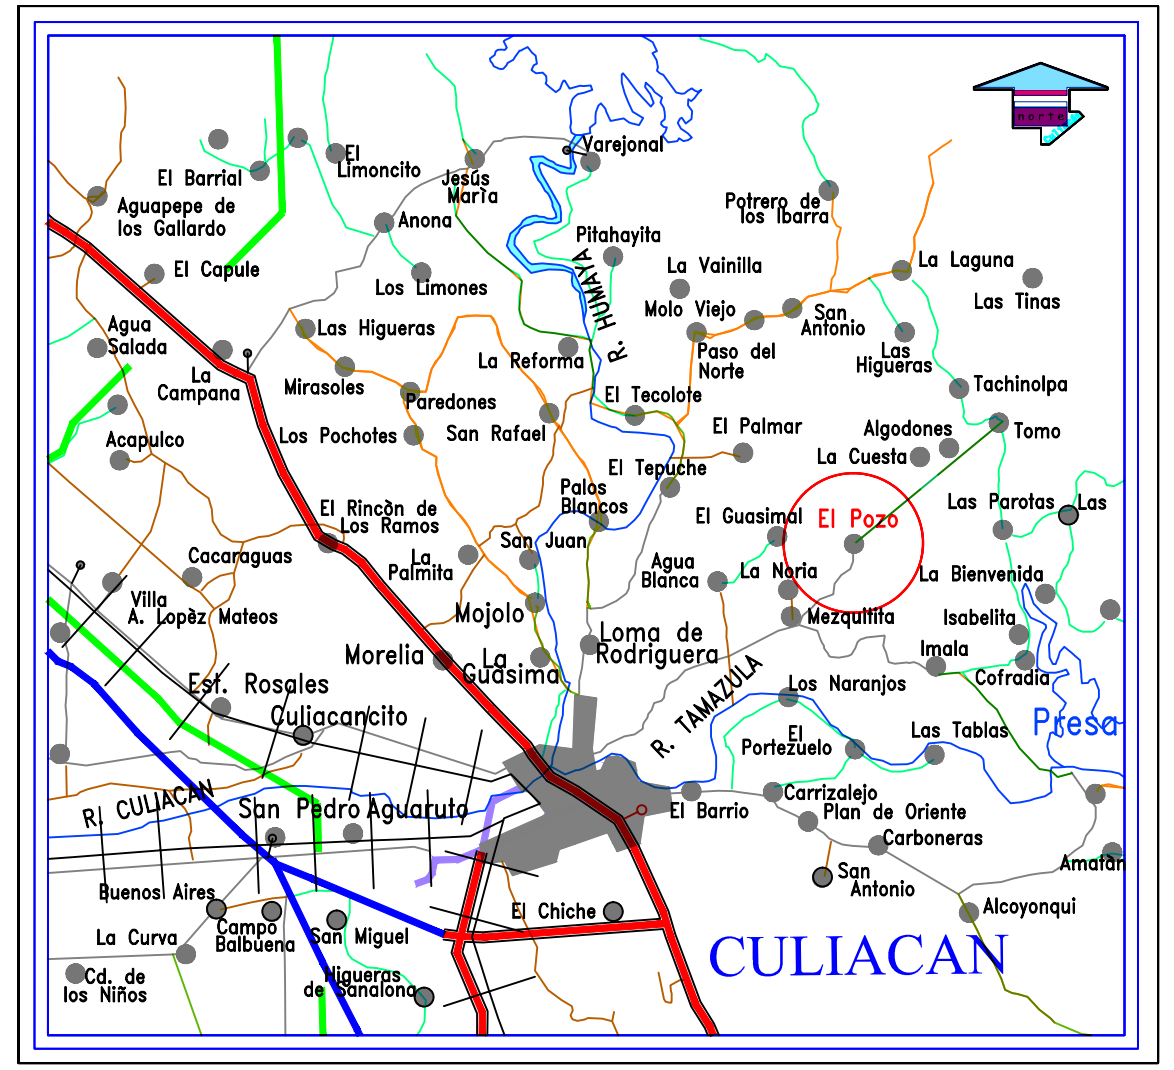 norte
Varejonal
El
Limoncito
El Barrial
Jesús
Marìa
Aguapepe de
los Gallardo
Anona
Potrero de
los Ibarra
Pitahayita
El Capule
Los Limones
R. HUMAYA
La Vainilla
La Laguna
Las Tinas
Molo Viejo
San
Antonio
Agua
Salada
Las Higueras
La Reforma
Paso del
Norte
Las
Higueras
La
Campana
Mirasoles
Paredones
El Tecolote
Tachinolpa
Acapulco
Los Pochotes
San Rafael
El Palmar
Algodones
Tomo
La Cuesta
El Tepuche
Palos
Blancos
El Rincòn de
Los Ramos
El Guasimal
El Pozo
Las Parotas
Las
San Juan
Cacaraguas
La
Palmita
Agua
Blanca
La Noria
La Bienvenida
Villa
A. Lopèz Mateos
Mojolo
Loma de
Rodriguera
Mezquitita
Isabelita
Imala
Morelia
La
Guasima
Cofradia
Est. Rosales
Culiacancito
R. TAMAZULA
Los Naranjos
Presa
El
Portezuelo
Las Tablas
R. CULIACAN
San Pedro
Aguaruto
El Barrio
Carrizalejo
Plan de Oriente
Carboneras
Amatàn
San
Antonio
Buenos Aires
Campo
Balbuena
San Miguel
El Chiche
Alcoyonqui
La Curva
CULIACAN
Cd. de
los Niños
Higueras
de Sanalona